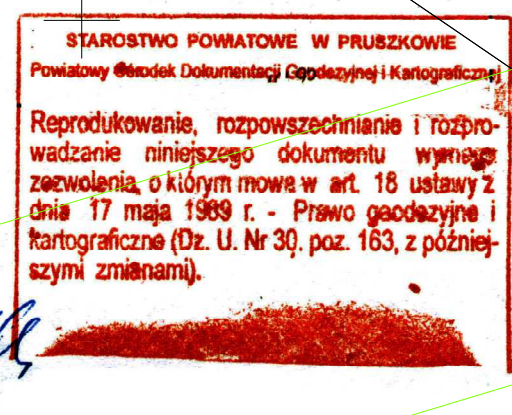 STAROSTWO POWIATOWE W PRUSZKOWIE
Powiatowy Ośrodek Dokumentacji Geodezyjnej i Kartograficznej
Reprodukowanie, rozpowszechnianie i rozpro-
wadzanie niniejszego dokumentu wymaga
zezwolenia, o którym mowa w art. 18 ustawy z
dnia 17 maja 1989 r. - Prawo geodezyjne i
kartograficzne (Dz. U. Nr 30. poz. 163, z później-
szymi zmianami).